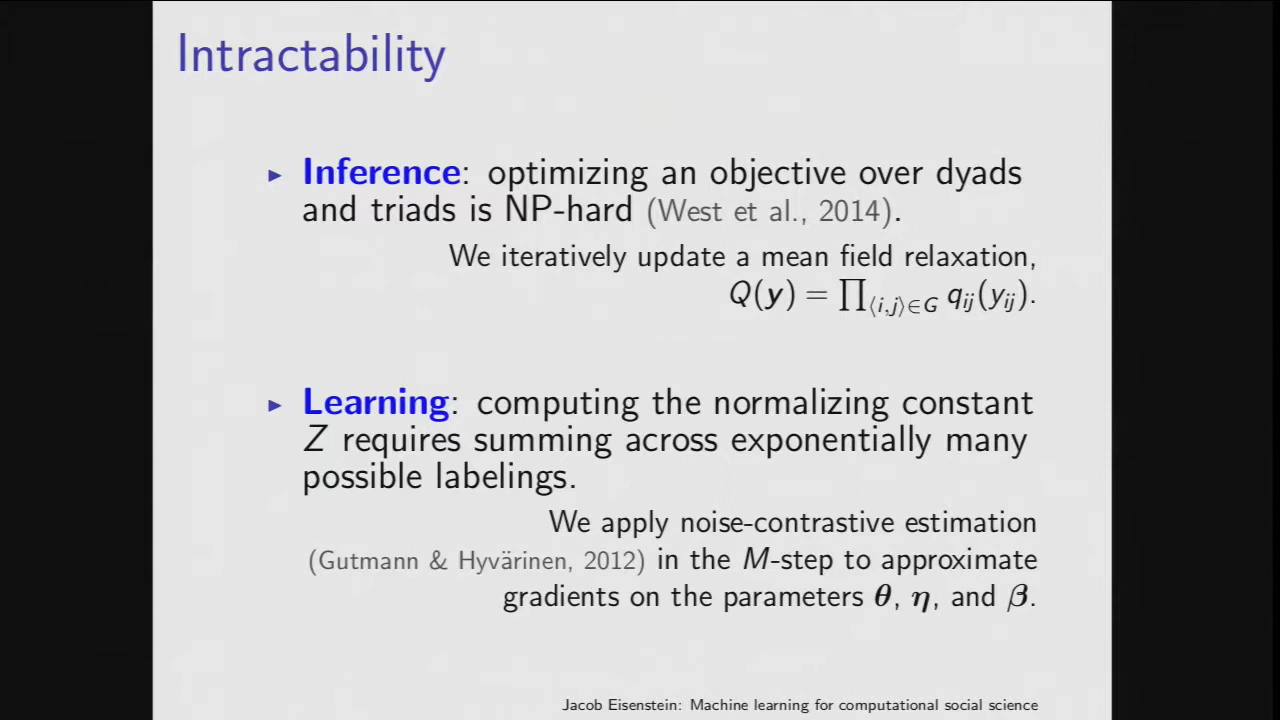 Intractability
▶ Inference: optimizing an objective over dyads
and triads is NP-hard (West et al., 2014).
We iteratively update a mean field relaxation,
Q(y) = ∏⟨i,j⟩∈G qij(yij).
▶ Learning: computing the normalizing constant
Z requires summing across exponentially many
possible labelings.
We apply noise-contrastive estimation
(Gutmann & Hyvärinen, 2012) in the M-step to approximate
gradients on the parameters θ, η, and β.
Jacob Eisenstein: Machine learning for computational social science